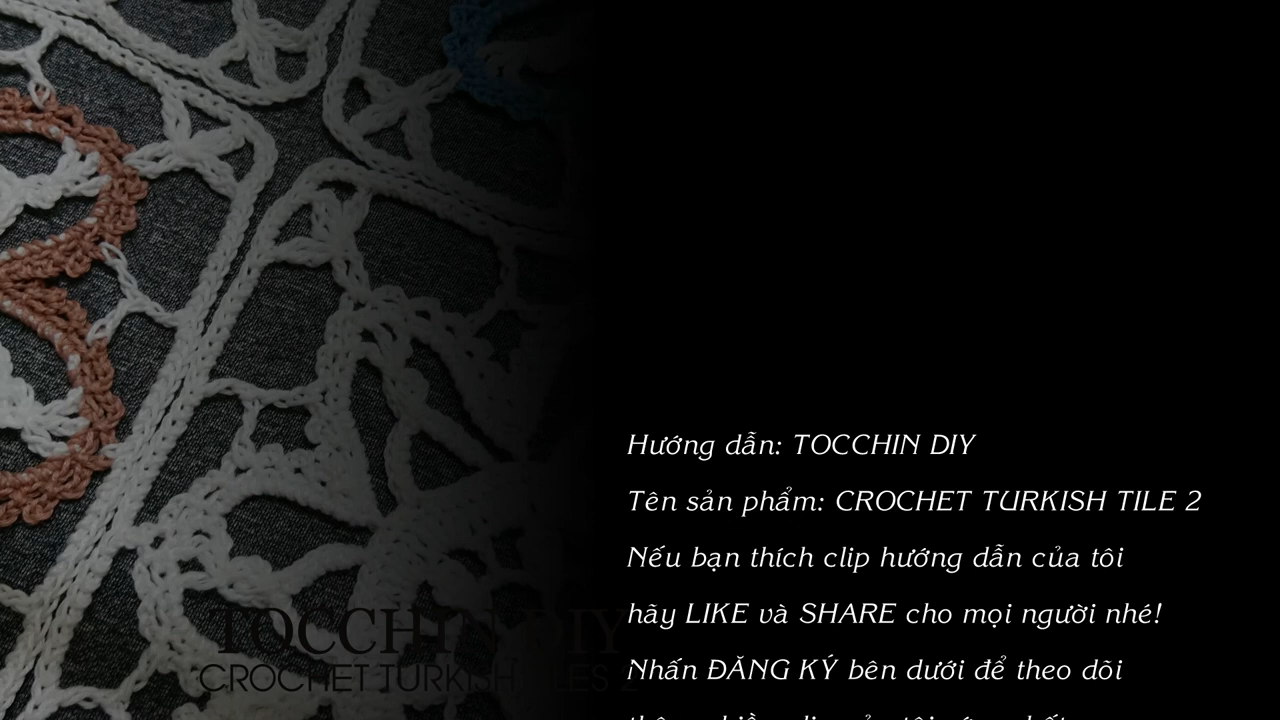 Hướng dẫn: TOCCHIN DIY
Tên sản phẩm: CROCHET TURKISH TILE 2
Nếu bạn thích clip hướng dẫn của tôi
hãy LIKE và SHARE cho mọi người nhé!
Nhấn ĐĂNG KÝ bên dưới để theo dõi
TOCCHIN DIY
CROCHET TURKISH TILES 2